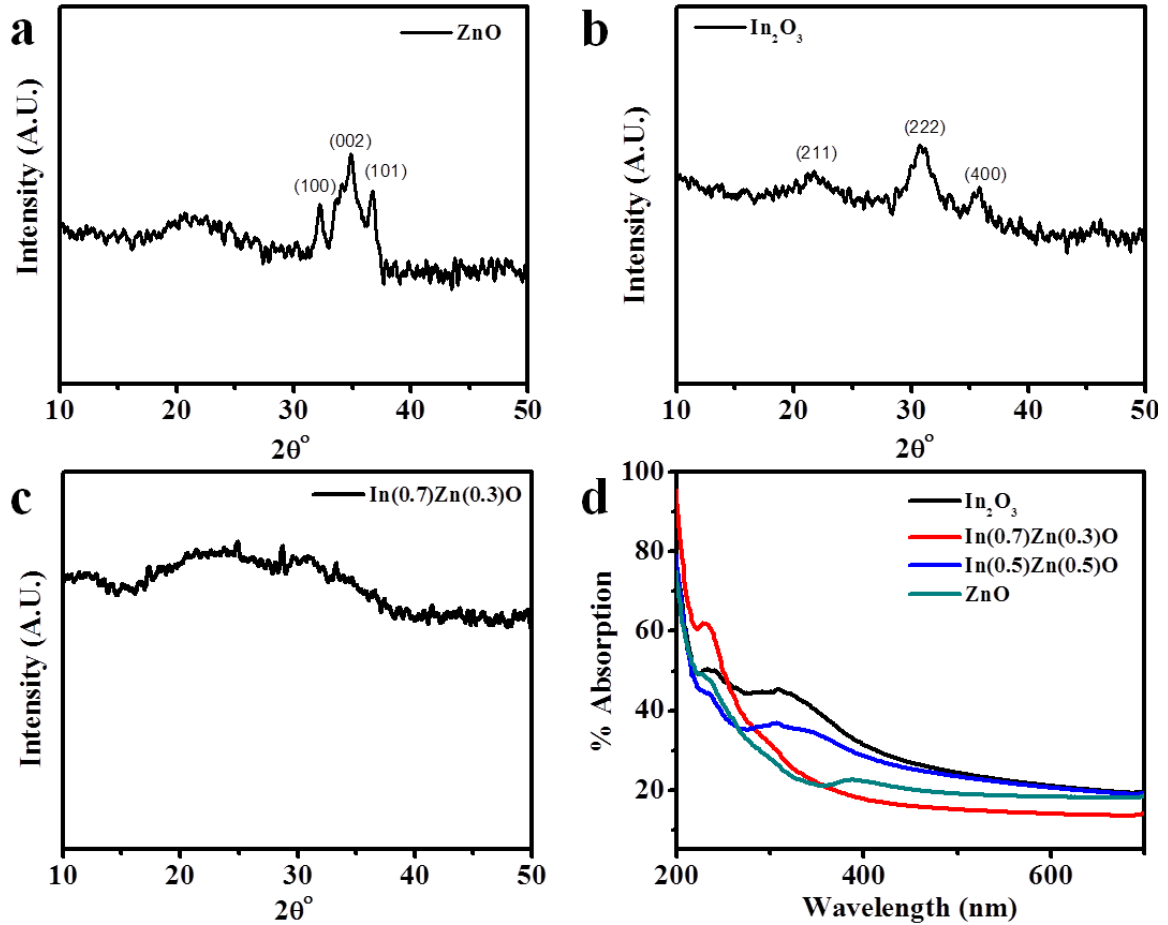 a
ZnO
(002)
(100)
(101)
Intensity (A.U.)
10 20 30 40 50
2θ°
b
In₂O₃
(222)
(211)
(400)
Intensity (A.U.)
10 20 30 40 50
2θ°
c
In(0.7)Zn(0.3)O
Intensity (A.U.)
10 20 30 40 50
2θ°
d
In₂O₃
In(0.7)Zn(0.3)O
In(0.5)Zn(0.5)O
ZnO
% Absorption
100
80
60
40
20
200 400 600
Wavelength (nm)